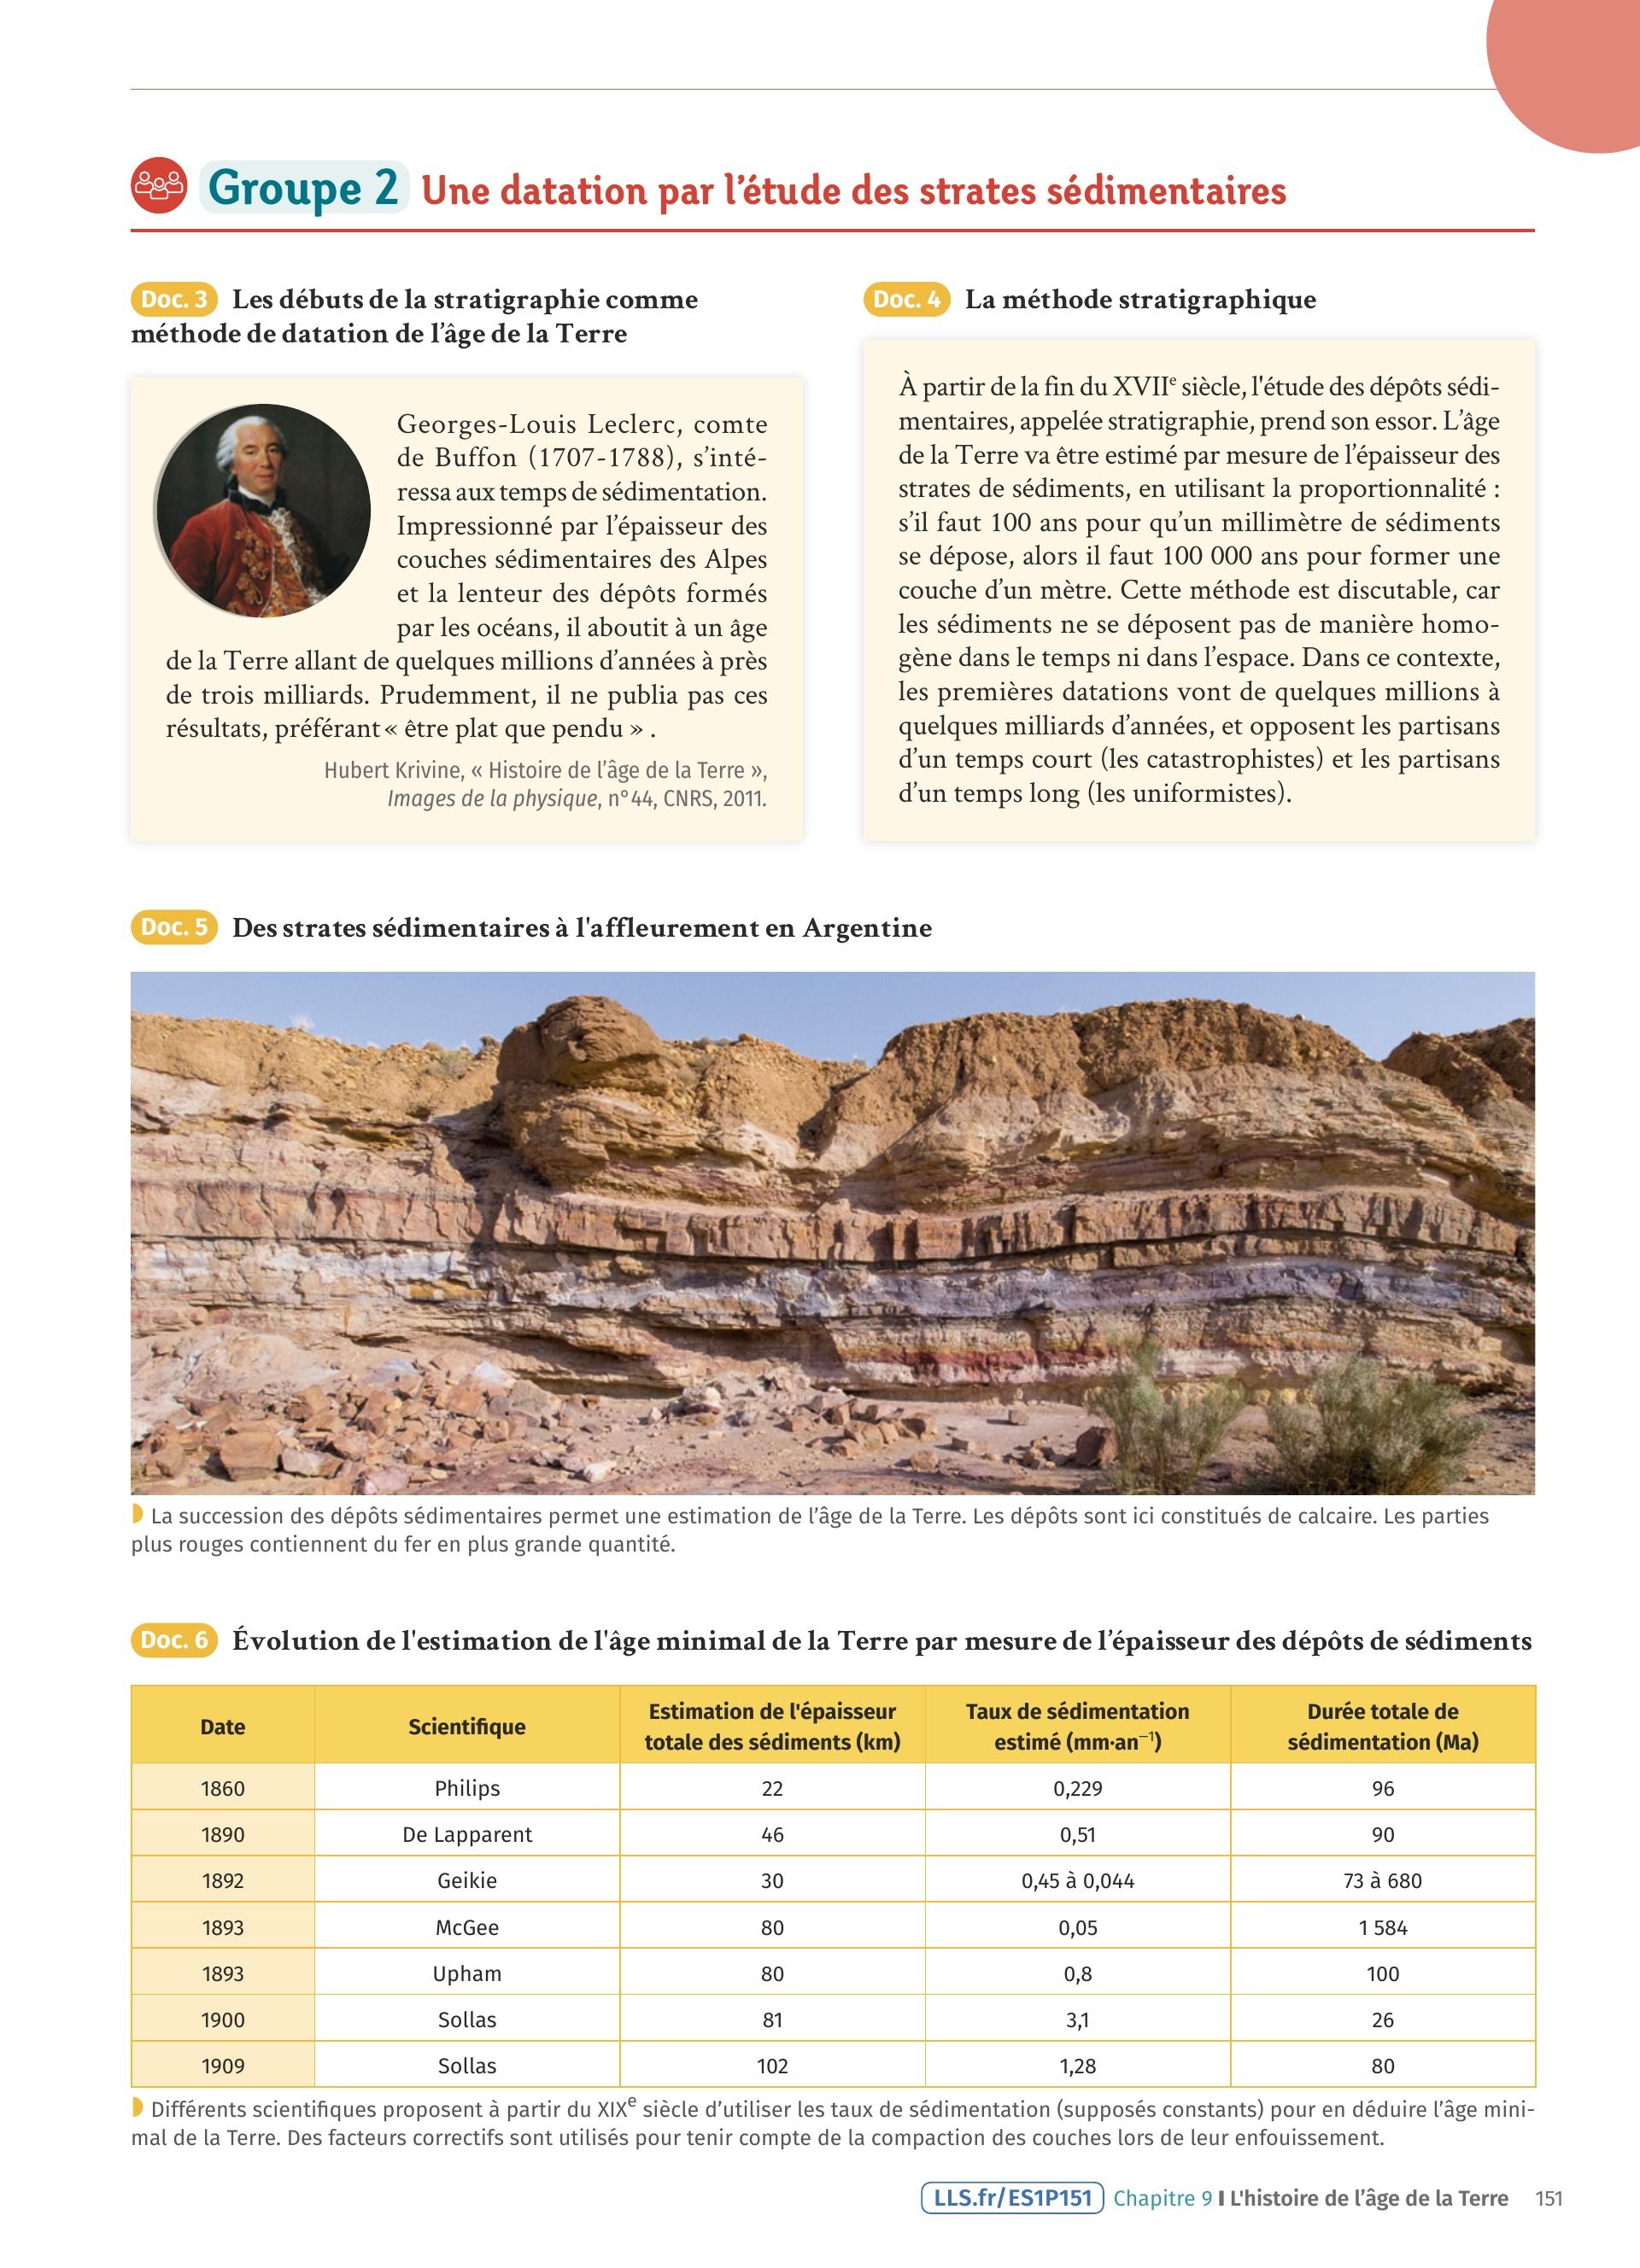 Groupe 2 Une datation par l’étude des strates sédimentaires
Doc. 3 Les débuts de la stratigraphie comme
méthode de datation de l’âge de la Terre
Georges-Louis Leclerc, comte
de Buffon (1707-1788), s’inté-
ressa aux temps de sédimentation.
Impressionné par l’épaisseur des
couches sédimentaires des Alpes
et la lenteur des dépôts formés
par les océans, il aboutit à un âge
de la Terre allant de quelques millions d’années à près
de trois milliards. Prudemment, il ne publia pas ces
résultats, préférant « être plat que pendu » .
Hubert Krivine, « Histoire de l’âge de la Terre »,
Images de la physique, n°44, CNRS, 2011.
Doc. 4 La méthode stratigraphique
À partir de la fin du XVIIe siècle, l'étude des dépôts sédi-
mentaires, appelée stratigraphie, prend son essor. L’âge
de la Terre va être estimé par mesure de l’épaisseur des
strates de sédiments, en utilisant la proportionnalité :
s’il faut 100 ans pour qu’un millimètre de sédiments
se dépose, alors il faut 100 000 ans pour former une
couche d’un mètre. Cette méthode est discutable, car
les sédiments ne se déposent pas de manière homo-
gène dans le temps ni dans l’espace. Dans ce contexte,
les premières datations vont de quelques millions à
quelques milliards d’années, et opposent les partisans
d’un temps court (les catastrophistes) et les partisans
d’un temps long (les uniformistes).
Doc. 5 Des strates sédimentaires à l'affleurement en Argentine
La succession des dépôts sédimentaires permet une estimation de l’âge de la Terre. Les dépôts sont ici constitués de calcaire. Les parties
plus rouges contiennent du fer en plus grande quantité.
Doc. 6 Évolution de l'estimation de l'âge minimal de la Terre par mesure de l’épaisseur des dépôts de sédiments
Date Scientifique Estimation de l'épaisseur totale des sédiments (km) Taux de sédimentation estimé (mm·an⁻¹) Durée totale de sédimentation (Ma)
1860 Philips 22 0,229 96
1890 De Lapparent 46 0,51 90
1892 Geikie 30 0,45 à 0,044 73 à 680
1893 McGee 80 0,05 1 584
1893 Upham 80 0,8 100
1900 Sollas 81 3,1 26
1909 Sollas 102 1,28 80
Différents scientifiques proposent à partir du XIXe siècle d’utiliser les taux de sédimentation (supposés constants) pour en déduire l’âge mini-
mal de la Terre. Des facteurs correctifs sont utilisés pour tenir compte de la compaction des couches lors de leur enfouissement.
LLS.fr/ES1P151 Chapitre 9 I L'histoire de l’âge de la Terre 151